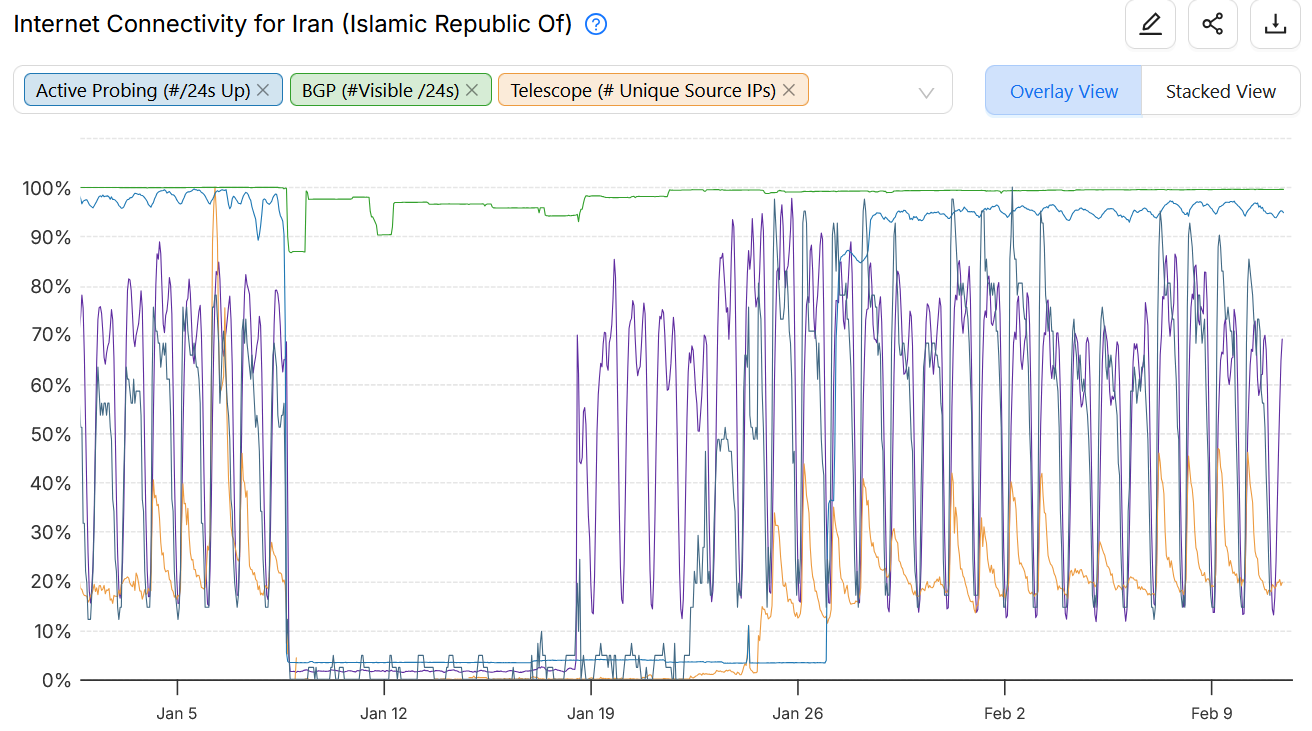 Internet Connectivity for Iran (Islamic Republic Of) ?
Active Probing (#/24s Up) × BGP (#Visible /24s) × Telescope (# Unique Source IPs) ×
Overlay View
Stacked View
100%
90%
80%
70%
60%
50%
40%
30%
20%
10%
0%
Jan 5 Jan 12 Jan 19 Jan 26 Feb 2 Feb 9